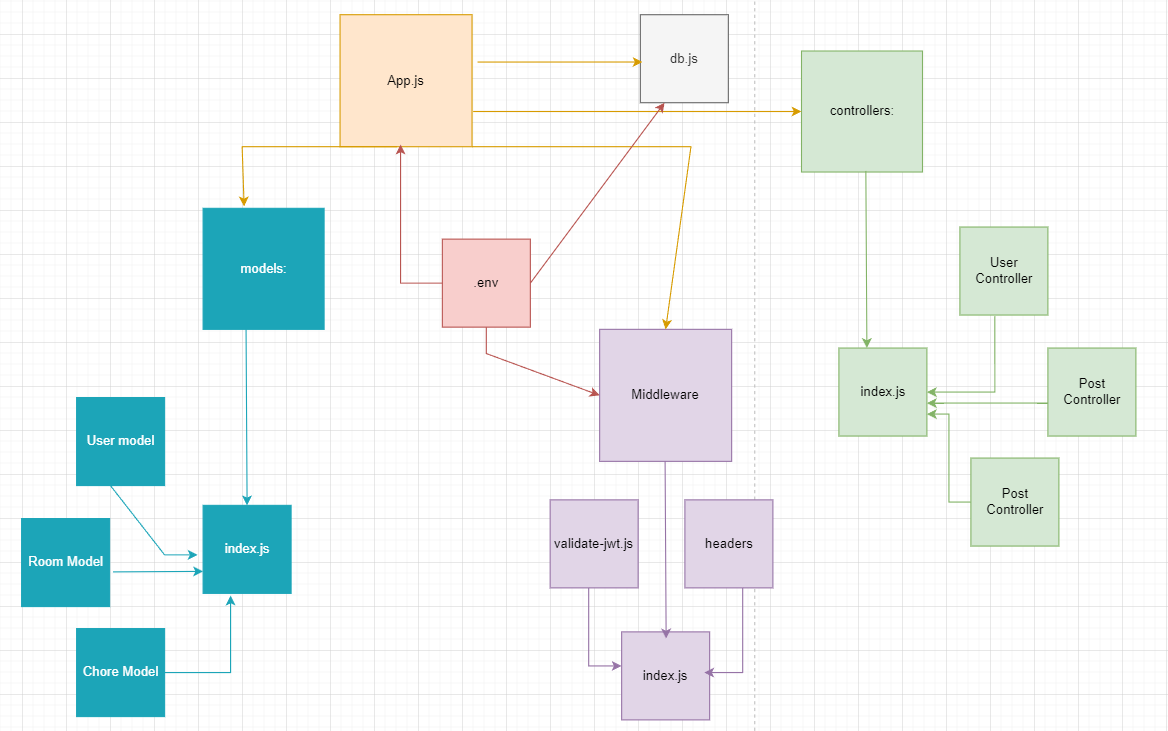 App.js
db.js
controllers:
models:
.env
User
Controller
Middleware
index.js
Post
Controller
User model
Post
Controller
Room Model
index.js
validate-jwt.js
headers
Chore Model
index.js